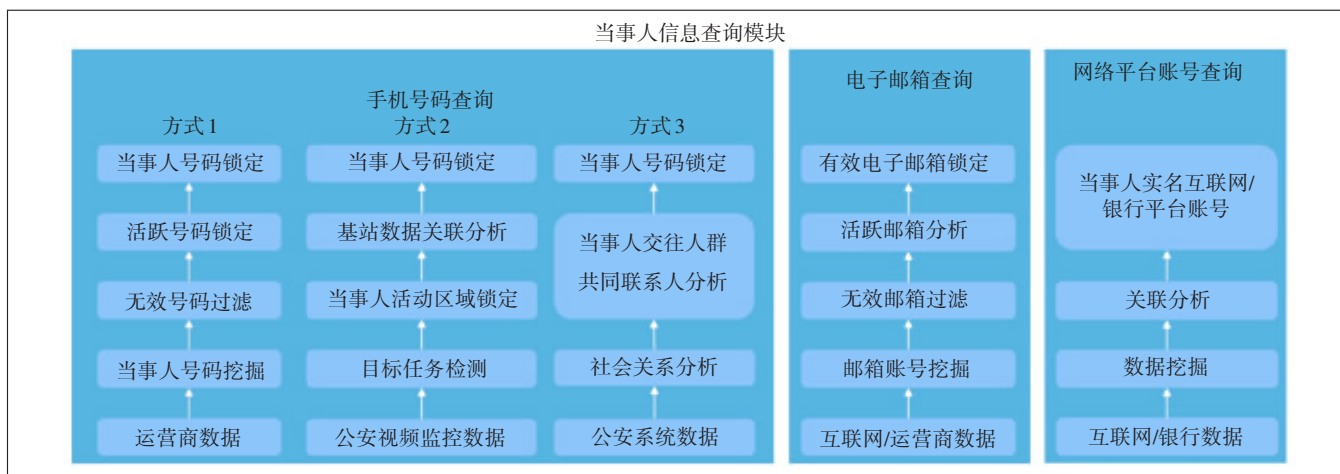 当事人信息查询模块
手机号码查询
方式1
当事人号码锁定
活跃号码锁定
无效号码过滤
当事人号码挖掘
运营商数据
方式2
当事人号码锁定
基站数据关联分析
当事人活动区域锁定
目标任务检测
公安视频监控数据
方式3
当事人号码锁定
当事人交往人群
共同联系人分析
社会关系分析
公安系统数据
电子邮箱查询
有效电子邮箱锁定
活跃邮箱分析
无效邮箱过滤
邮箱账号挖掘
互联网/运营商数据
网络平台账号查询
当事人实名互联网/
银行平台账号
关联分析
数据挖掘
互联网/银行数据